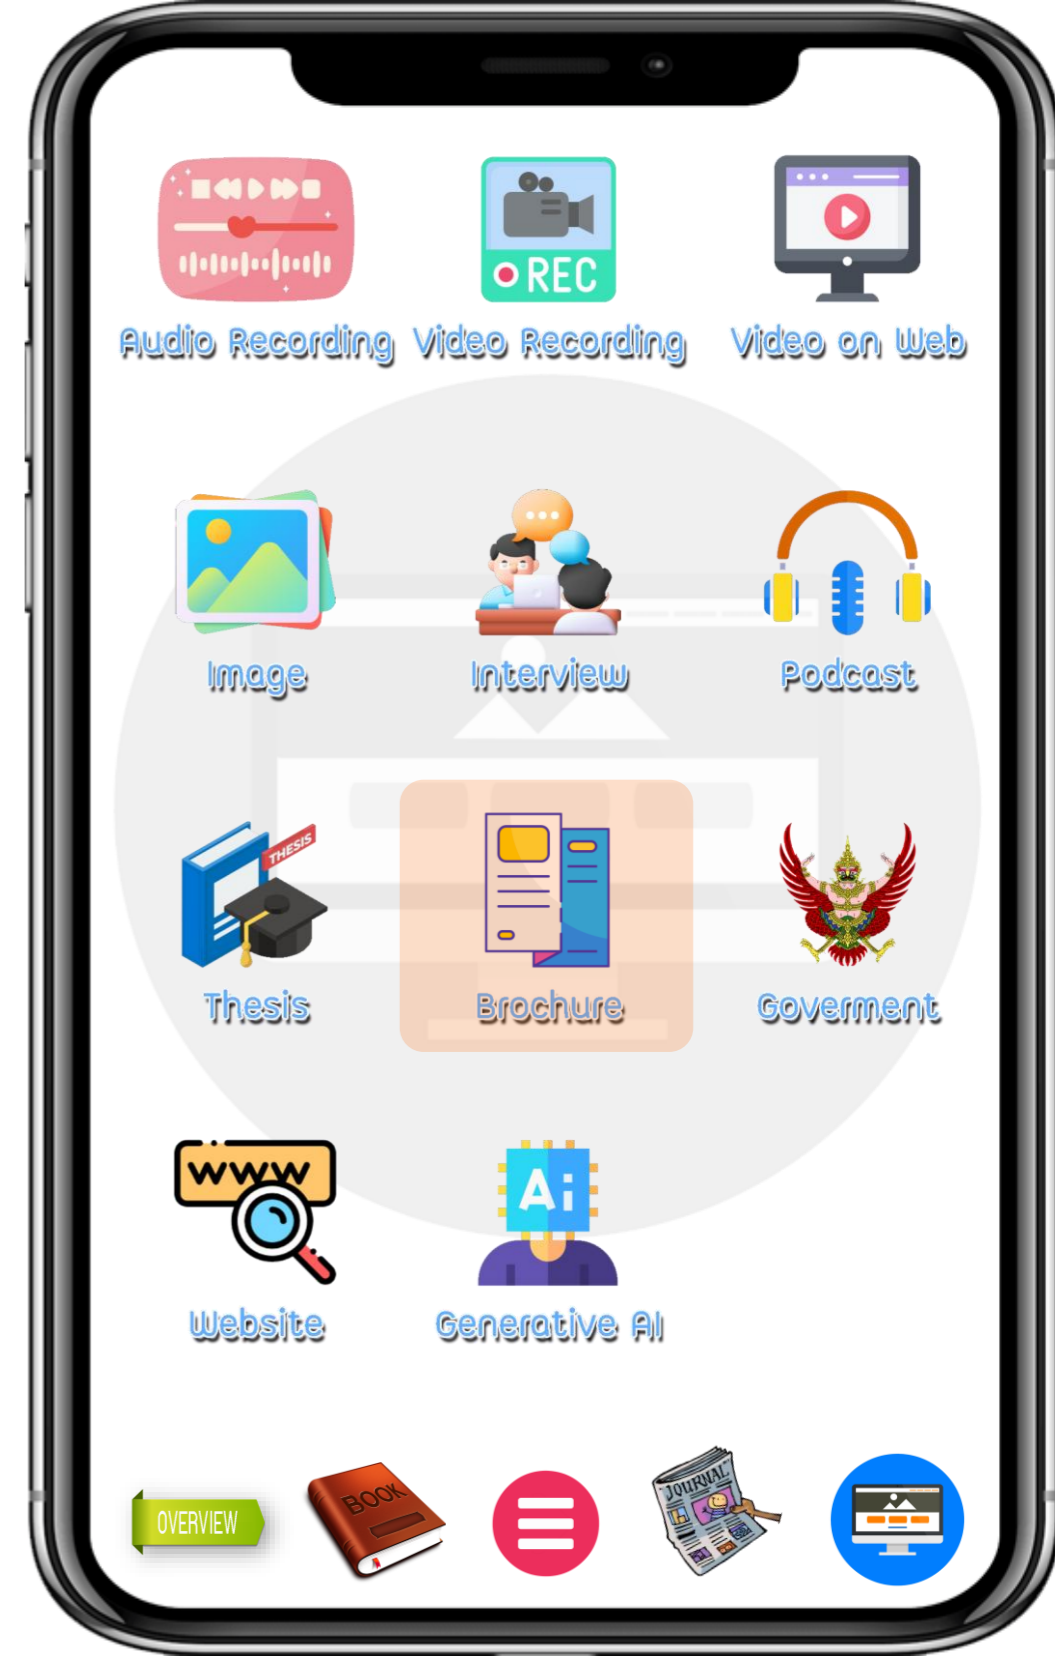 REC
Audio Recording
Video Recording
Video on Web
Image
Interview
Podcast
THESIS
Thesis
Brochure
Goverment
www
Website
Ai
Generative AI
OVERVIEW
BOOK
JOURNAL